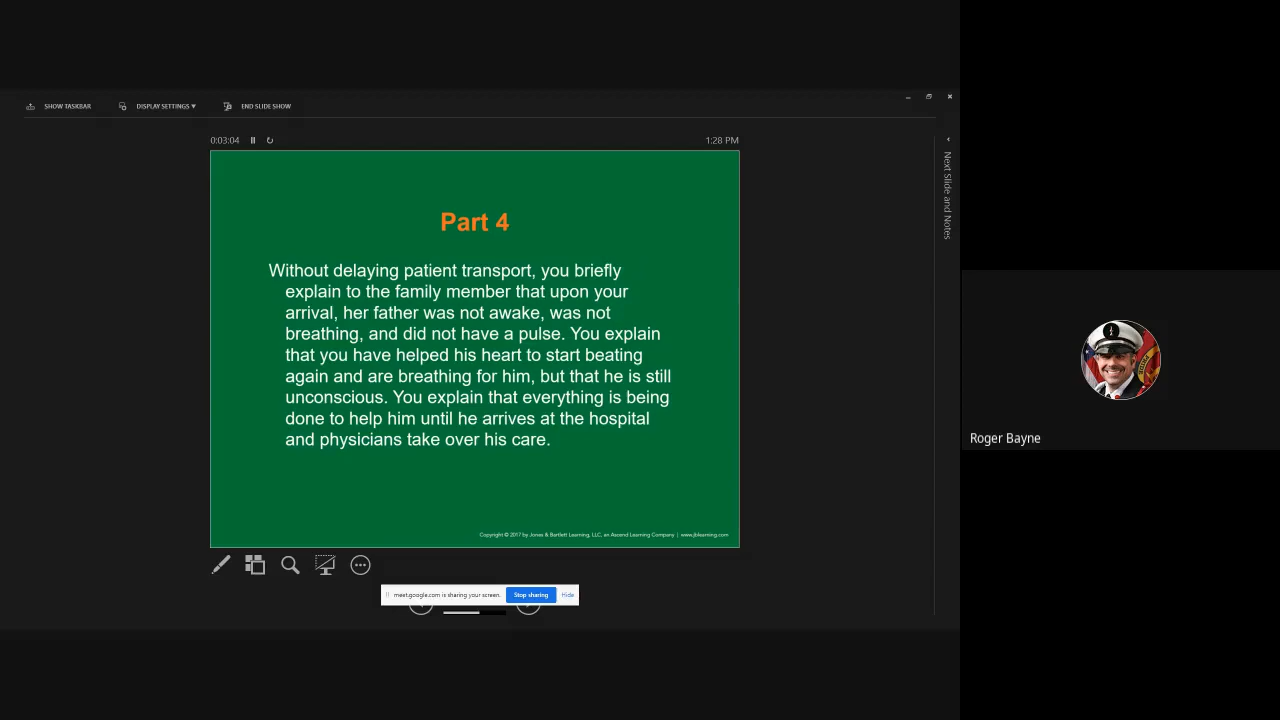 SHOW TASKBAR DISPLAY SETTINGS ▼ END SLIDE SHOW
0:03:04 1:28 PM
Next Slide and Notes
Part 4
Without delaying patient transport, you briefly
explain to the family member that upon your
arrival, her father was not awake, was not
breathing, and did not have a pulse. You explain
that you have helped his heart to start beating
again and are breathing for him, but that he is still
unconscious. You explain that everything is being
done to help him until he arrives at the hospital
and physicians take over his care.
Copyright © 2017 by Jones & Bartlett Learning, LLC, an Ascend Learning Company | www.jblearning.com
meet.google.com is sharing your screen. Stop sharing Hide
Roger Bayne